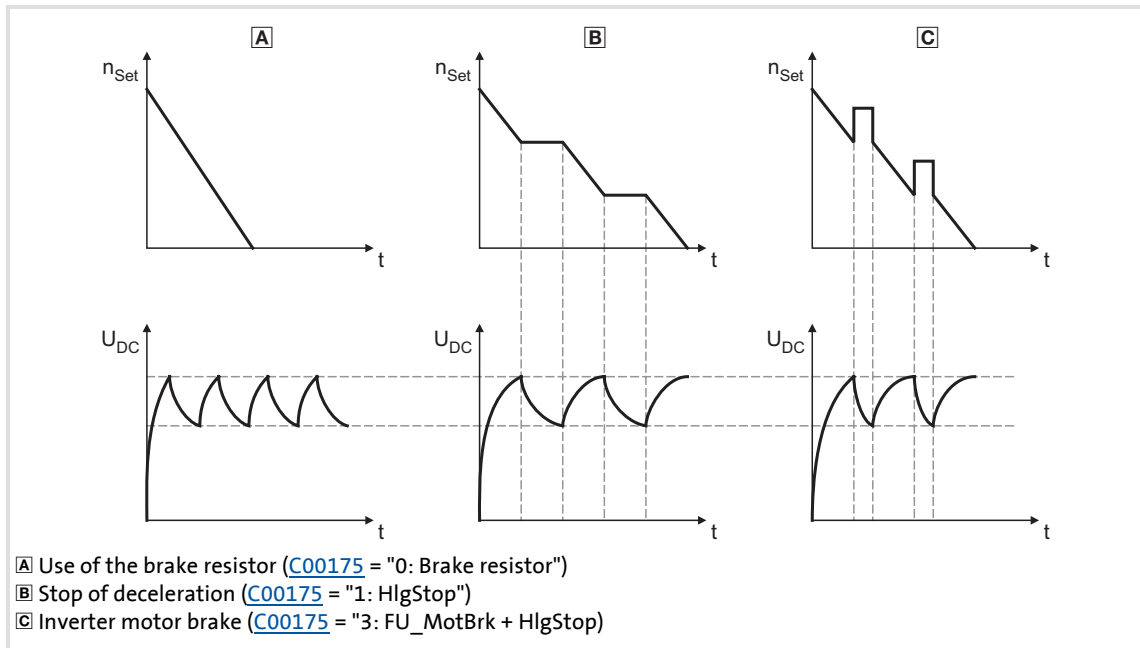 A
B
C
nSet
nSet
nSet
t
t
t
UDC
UDC
UDC
t
t
t
A Use of the brake resistor (C00175 = "0: Brake resistor")
B Stop of deceleration (C00175 = "1: HlgStop")
C Inverter motor brake (C00175 = "3: FU_MotBrk + HlgStop)